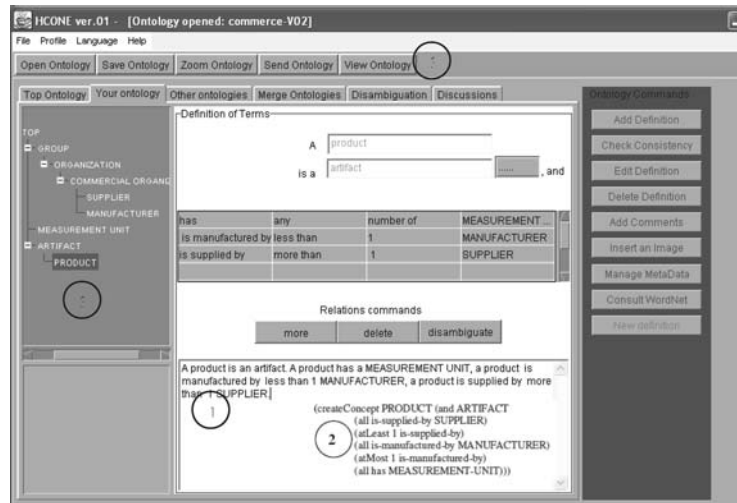 HCONE ver.01 - [Ontology opened: commerce-V02]
File Profile Language Help
Open Ontology Save Ontology Zoom Ontology Send Ontology View Ontology
Top Ontology Your ontology Other ontologies Merge Ontologies Disambiguation Discussions
Ontology Commands
TOP
GROUP
ORGANIZATION
COMMERCIAL ORGANIZ
SUPPLIER
MANUFACTURER
MEASUREMENT UNIT
ARTIFACT
PRODUCT
Definition of Terms
A product
is a artifact ...... , and
has any number of MEASUREMENT ...
is manufactured by less than 1 MANUFACTURER
is supplied by more than 1 SUPPLIER
Relations commands
more delete disambiguate
A product is an artifact. A product has a MEASUREMENT UNIT, a product is
manufactured by less than 1 MANUFACTURER, a product is supplied by more
than 1 SUPPLIER.
1
2
(createConcept PRODUCT (and ARTIFACT
(all is-supplied-by SUPPLIER)
(atLeast 1 is-supplied-by)
(all is-manufactured-by MANUFACTURER)
(atMost 1 is-manufactured-by)
(all has MEASUREMENT-UNIT)))
Add Definition
Check Consistency
Edit Definition
Delete Definition
Add Comments
Insert an Image
Manage MetaData
Consult WordNet
New definition